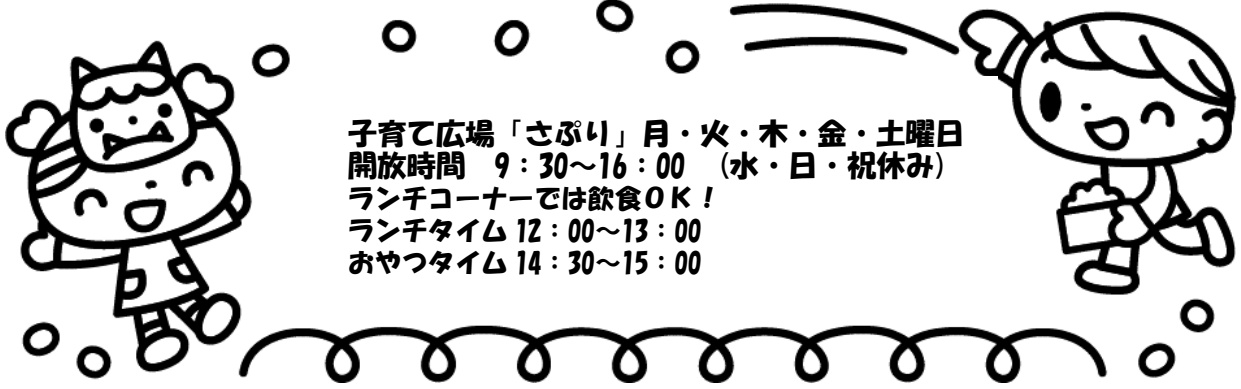 子育て広場「さぷり」月・火・木・金・土曜日
開放時間　9：30～16：00　（水・日・祝休み）
ランチコーナーでは飲食OK！
ランチタイム 12：00～13：00
おやつタイム 14：30～15：00